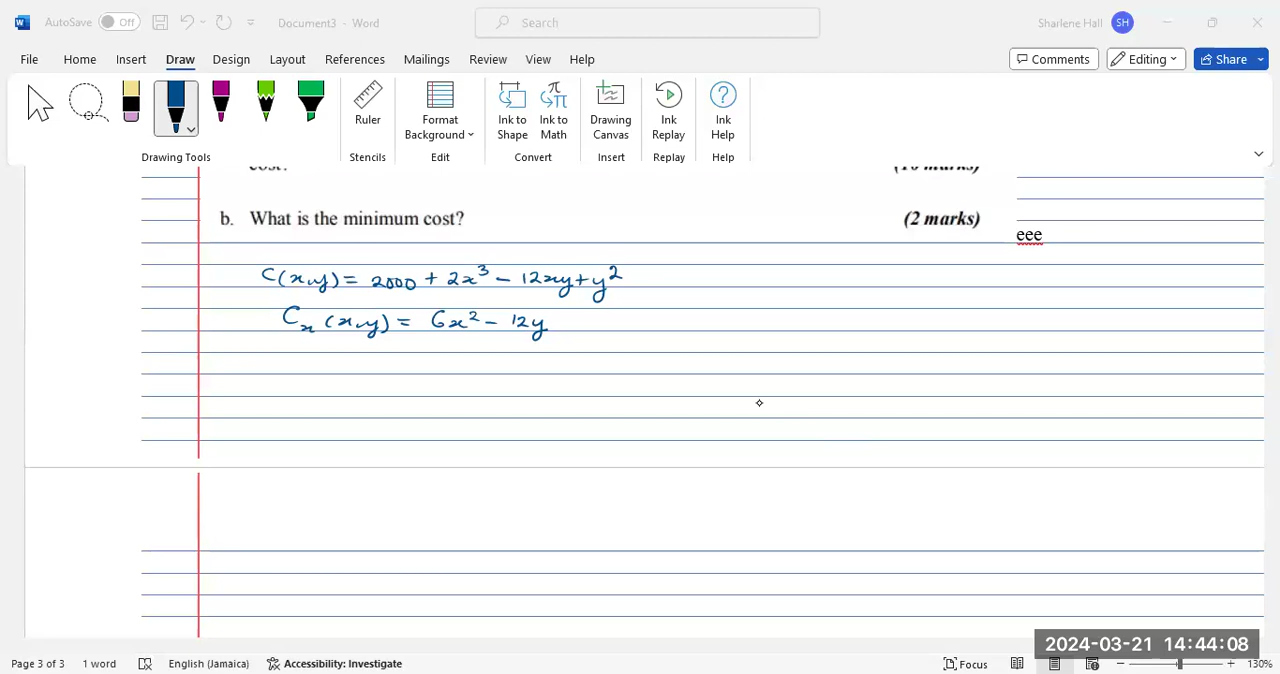 AutoSave Off Document3 - Word Search Sharlene Hall SH
File Home Insert Draw Design Layout References Mailings Review View Help Comments Editing Share
Ruler Format Background Ink to Shape Ink to Math Drawing Canvas Ink Replay Ink Help
Drawing Tools Stencils Edit Convert Insert Replay Help
cost? (10 marks)
b. What is the minimum cost? (2 marks)
eee
C(x,y) = 2000 + 2x³ - 12xy + y²
Cₓ(x,y) = 6x² - 12y
2024-03-21 14:44:08
Page 3 of 3 1 word English (Jamaica) Accessibility: Investigate Focus 130%